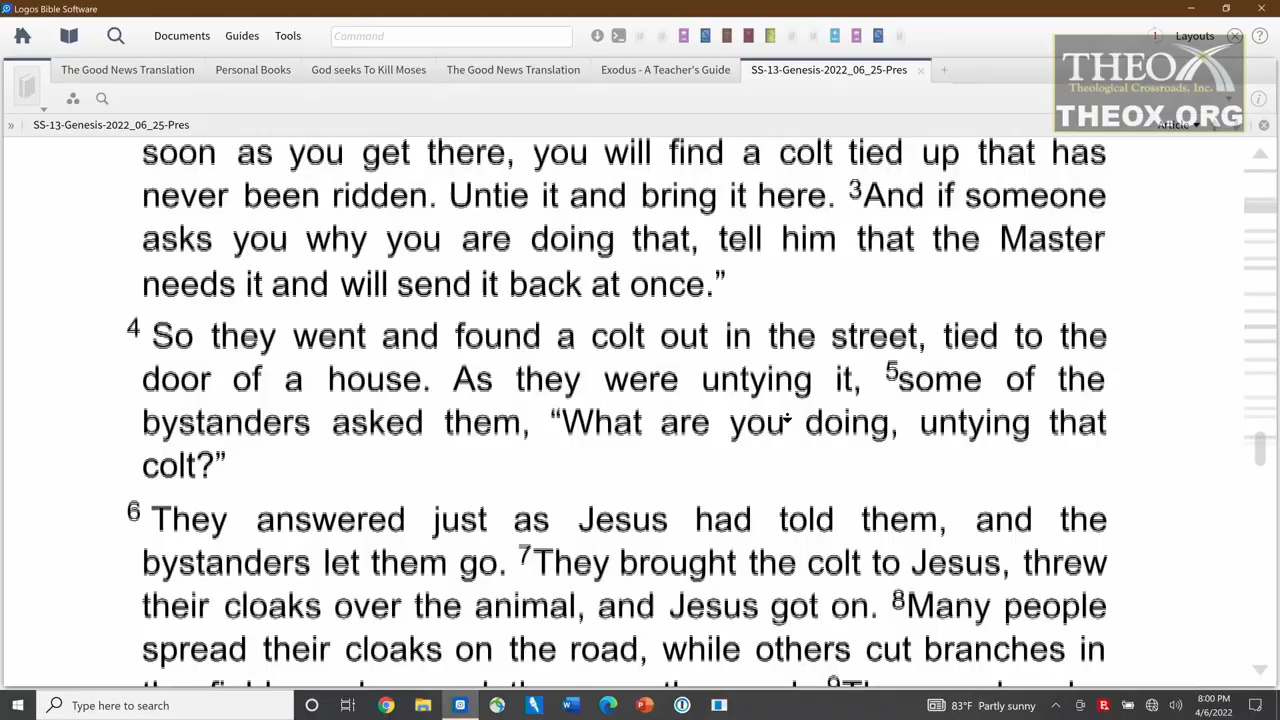 Logos Bible Software
Documents Guides Tools Command Layouts
The Good News Translation Personal Books God seeks To Kill The Good News Translation Exodus - A Teacher's Guide SS-13-Genesis-2022_06_25-Pres
THEOX
Theological Crossroads, Inc.
THEOX.ORG
SS-13-Genesis-2022_06_25-Pres Article
soon as you get there, you will find a colt tied up that has
never been ridden. Untie it and bring it here. 3And if someone
asks you why you are doing that, tell him that the Master
needs it and will send it back at once.”
4 So they went and found a colt out in the street, tied to the
door of a house. As they were untying it, 5some of the
bystanders asked them, “What are you doing, untying that
colt?”
6 They answered just as Jesus had told them, and the
bystanders let them go. 7They brought the colt to Jesus, threw
their cloaks over the animal, and Jesus got on. 8Many people
spread their cloaks on the road, while others cut branches in
Type here to search 83°F Partly sunny 8:00 PM
4/6/2022